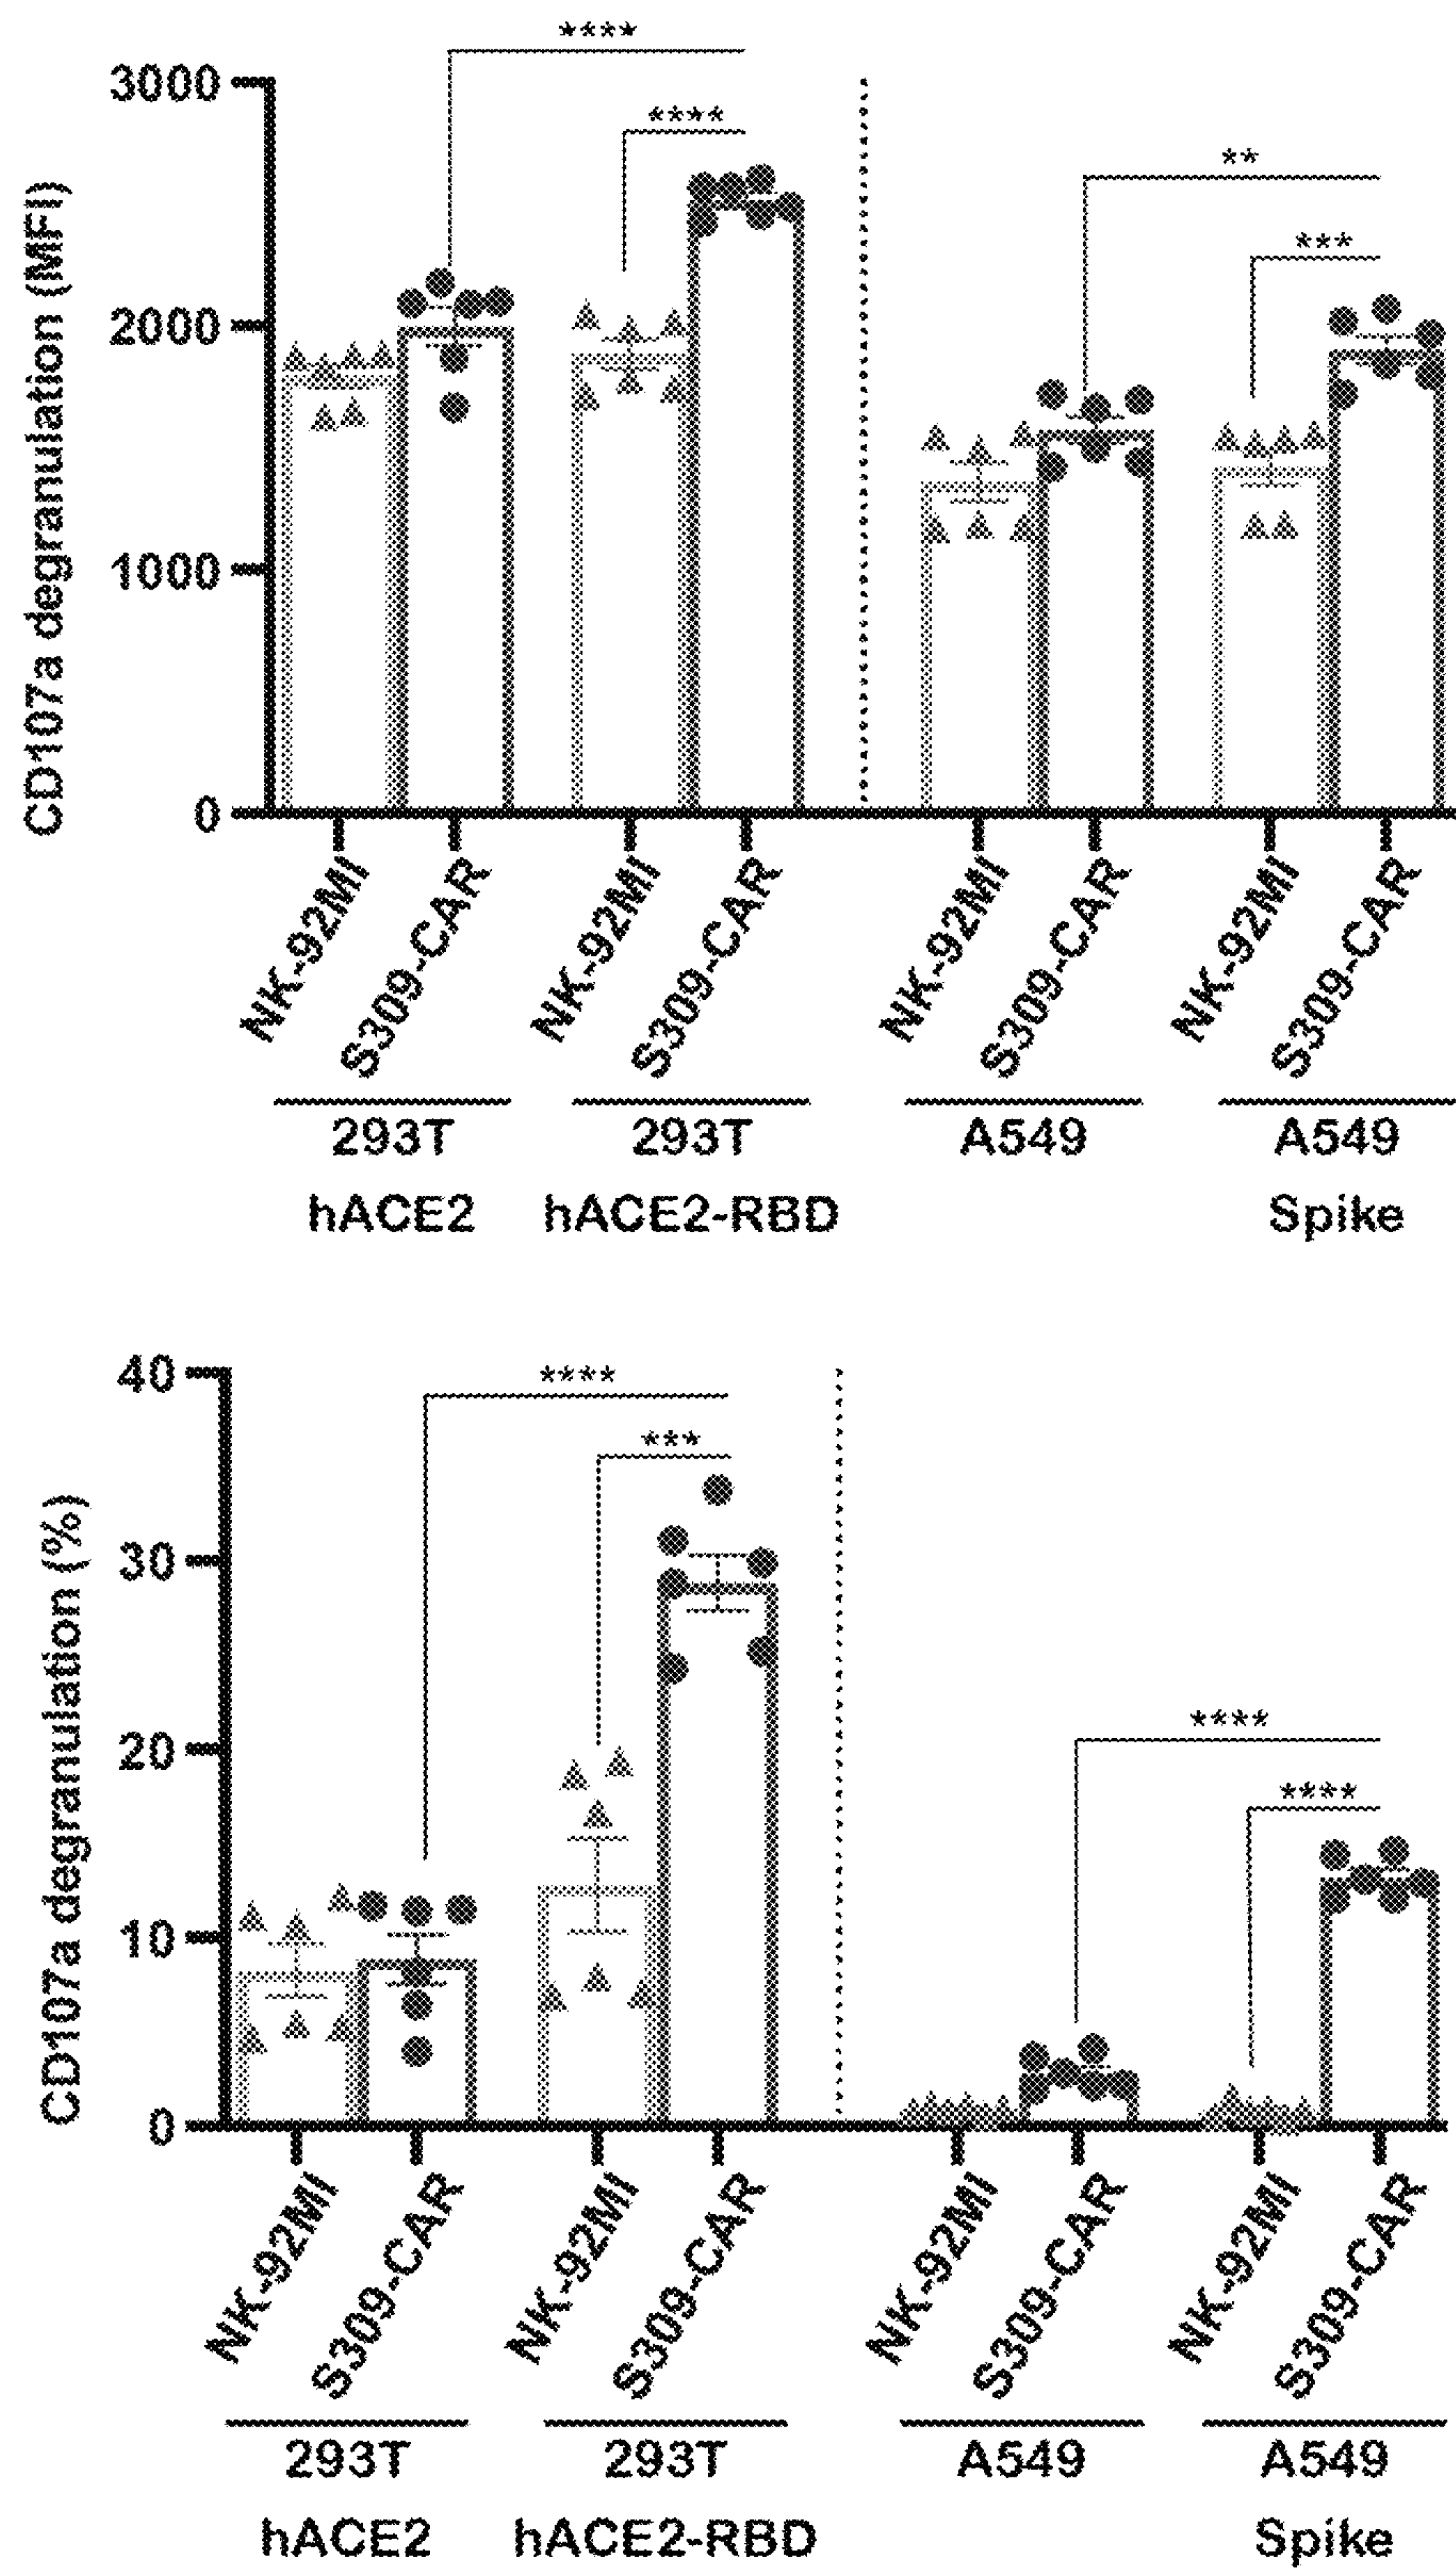 ****
3000
****
**
***
2000
1000
0
CD107a degranulation (MFI)
NK-92MI S309-CAR NK-92MI S309-CAR NK-92MI S309-CAR NK-92MI S309-CAR
293T 293T A549 A549
hACE2 hACE2-RBD Spike
40
****
***
30
20
****
****
10
0
CD107a degranulation (%)
NK-92MI S309-CAR NK-92MI S309-CAR NK-92MI S309-CAR NK-92MI S309-CAR
293T 293T A549 A549
hACE2 hACE2-RBD Spike